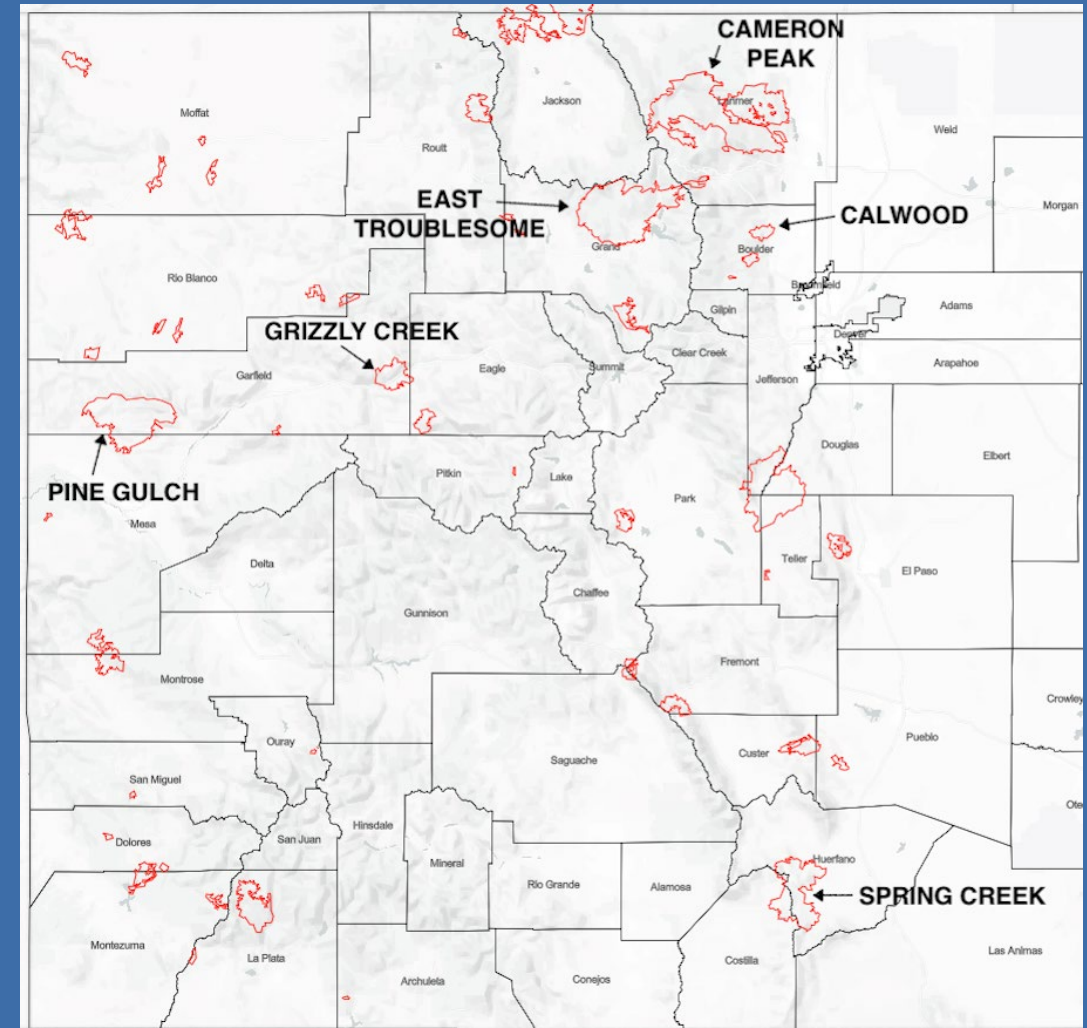 CAMERON
PEAK
Moffat
Jackson
Larimer
Weld
Routt
EAST
TROUBLESOME
CALWOOD
Morgan
Grand
Boulder
Rio Blanco
Broomfield
Adams
Gilpin
GRIZZLY CREEK
Denver
Clear Creek
Arapahoe
Garfield
Eagle
Summit
Jefferson
Douglas
Elbert
Pitkin
Lake
Park
PINE GULCH
Mesa
Delta
Teller
El Paso
Chaffee
Gunnison
Fremont
Montrose
Crowley
Ouray
Pueblo
Custer
Saguache
San Miguel
Ote
Hinsdale
San Juan
Dolores
Mineral
Huerfano
Rio Grande
Alamosa
SPRING CREEK
Montezuma
La Plata
Las Animas
Costilla
Archuleta
Conejos